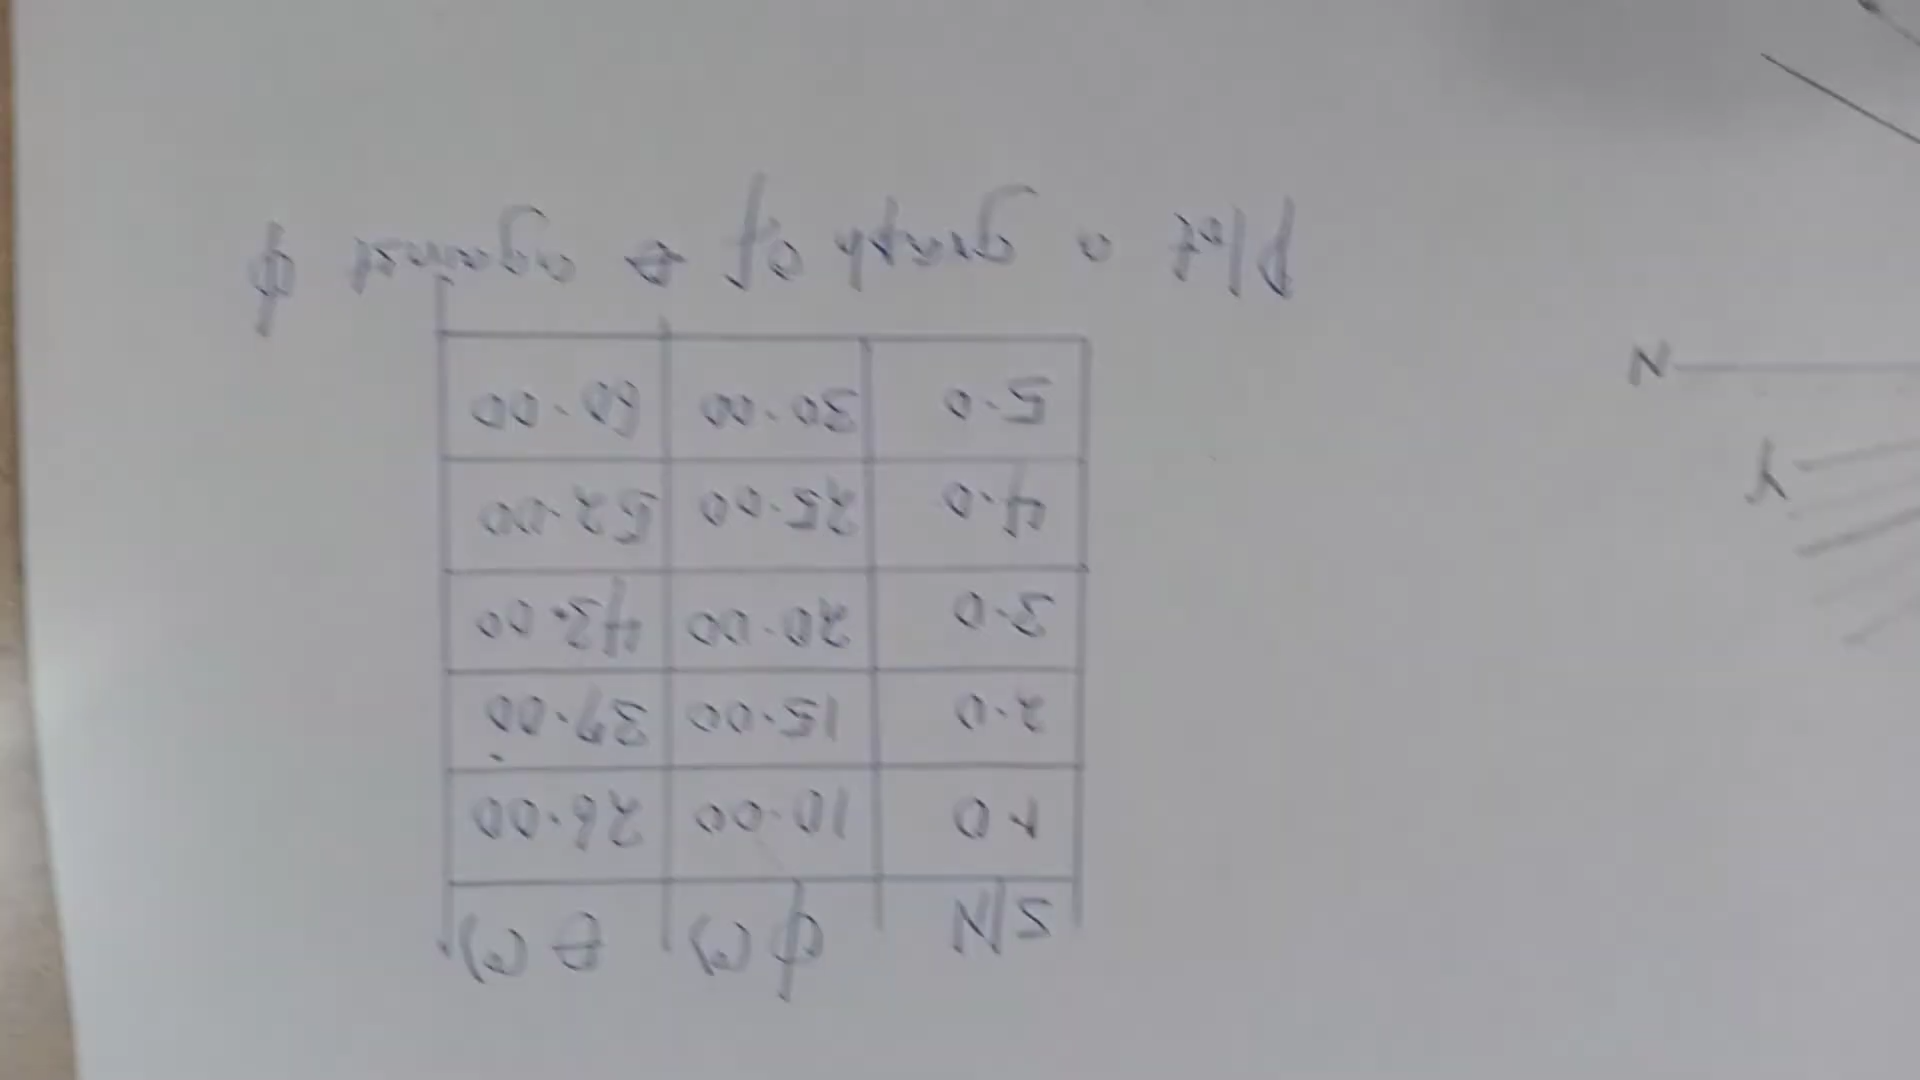 S/N φ(°) θ(°)
1.0 10.00 26.00
2.0 15.00 37.00
3.0 20.00 43.00
4.0 25.00 52.00
5.0 30.00 60.00
Plot a graph of θ against φ
N
Y